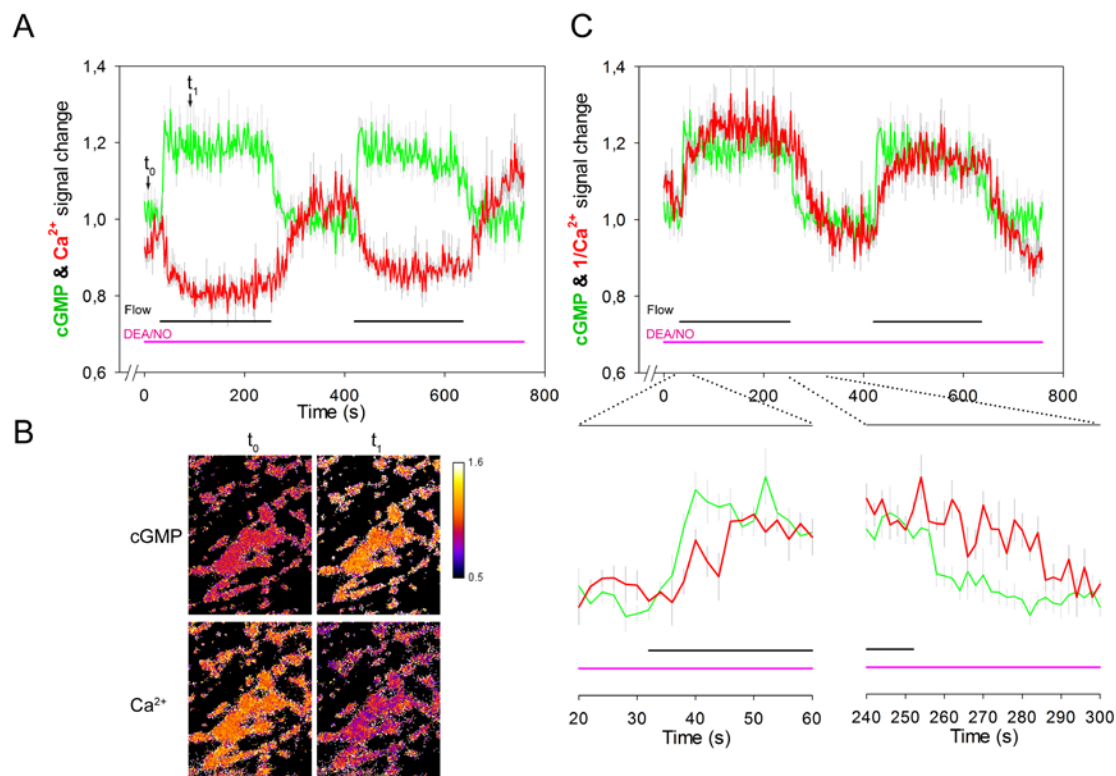 A
cGMP & Ca²⁺ signal change
1,4
1,2
1,0
0,8
0,6
t₀
t₁
Flow
DEA/NO
0 200 400 600 800
Time (s)
B
t₀ t₁
cGMP
Ca²⁺
1.6
0.5
C
cGMP & 1/Ca²⁺ signal change
1,4
1,2
1,0
0,8
0,6
Flow
DEA/NO
0 200 400 600 800
20 30 40 50 60
Time (s)
240 250 260 270 280 290 300
Time (s)